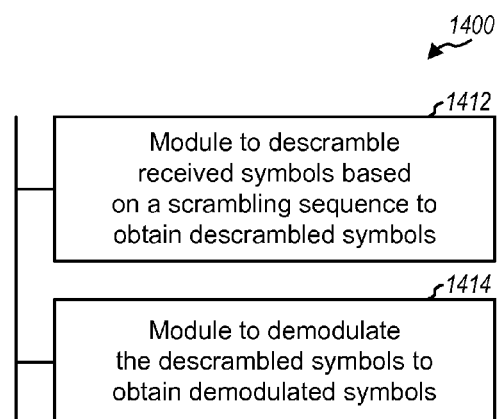 1400
1412
Module to descramble
received symbols based
on a scrambling sequence to
obtain descrambled symbols
1414
Module to demodulate
the descrambled symbols to
obtain demodulated symbols